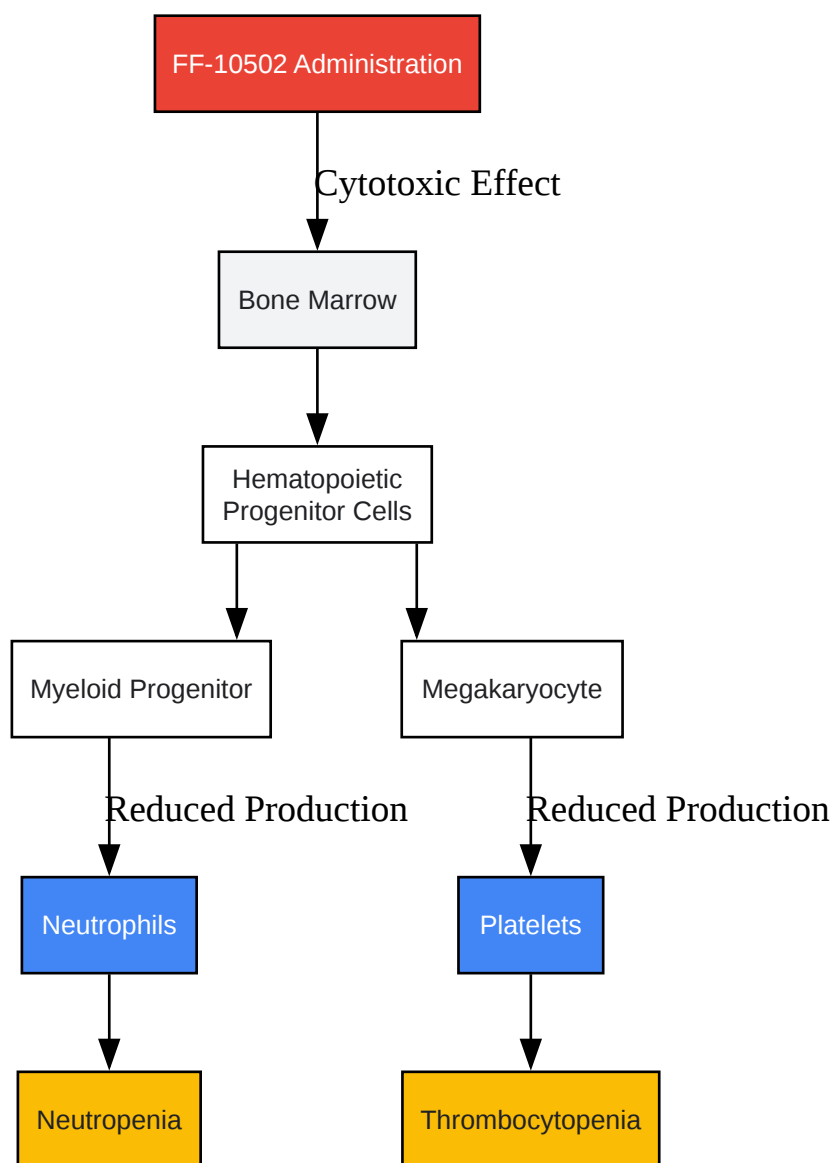 FF-10502 Administration
Cytotoxic Effect
Bone Marrow
Hematopoietic
Progenitor Cells
Myeloid Progenitor
Megakaryocyte
Reduced Production
Reduced Production
Neutrophils
Platelets
Neutropenia
Thrombocytopenia